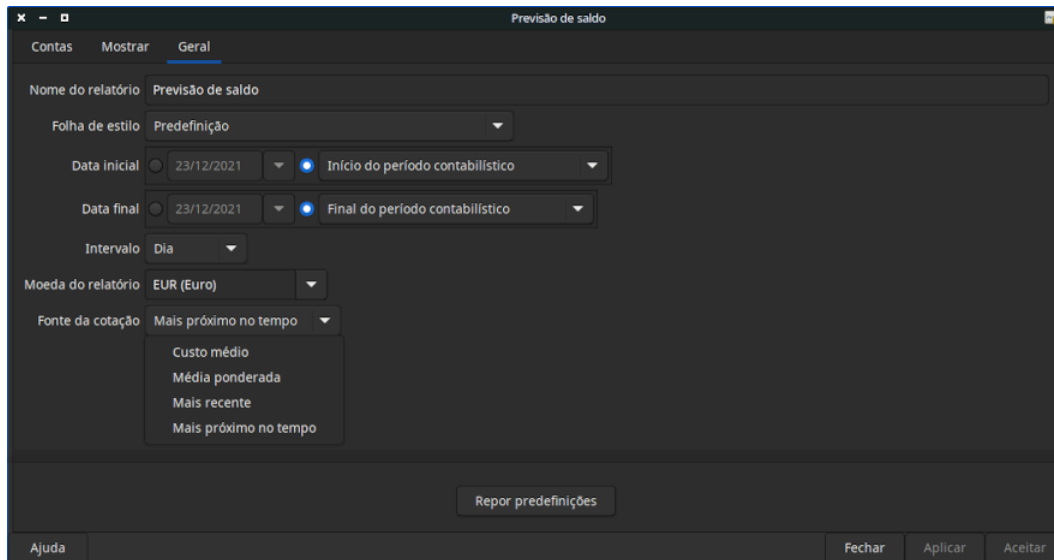 Previsão de saldo
Contas Mostrar Geral
Nome do relatório Previsão de saldo
Folha de estilo Predefinição
Data inicial 23/12/2021 Início do período contabilístico
Data final 23/12/2021 Final do período contabilístico
Intervalo Dia
Moeda do relatório EUR (Euro)
Fonte da cotação Mais próximo no tempo
Custo médio
Média ponderada
Mais recente
Mais próximo no tempo
Repor predefinições
Ajuda Fechar Aplicar Aceitar